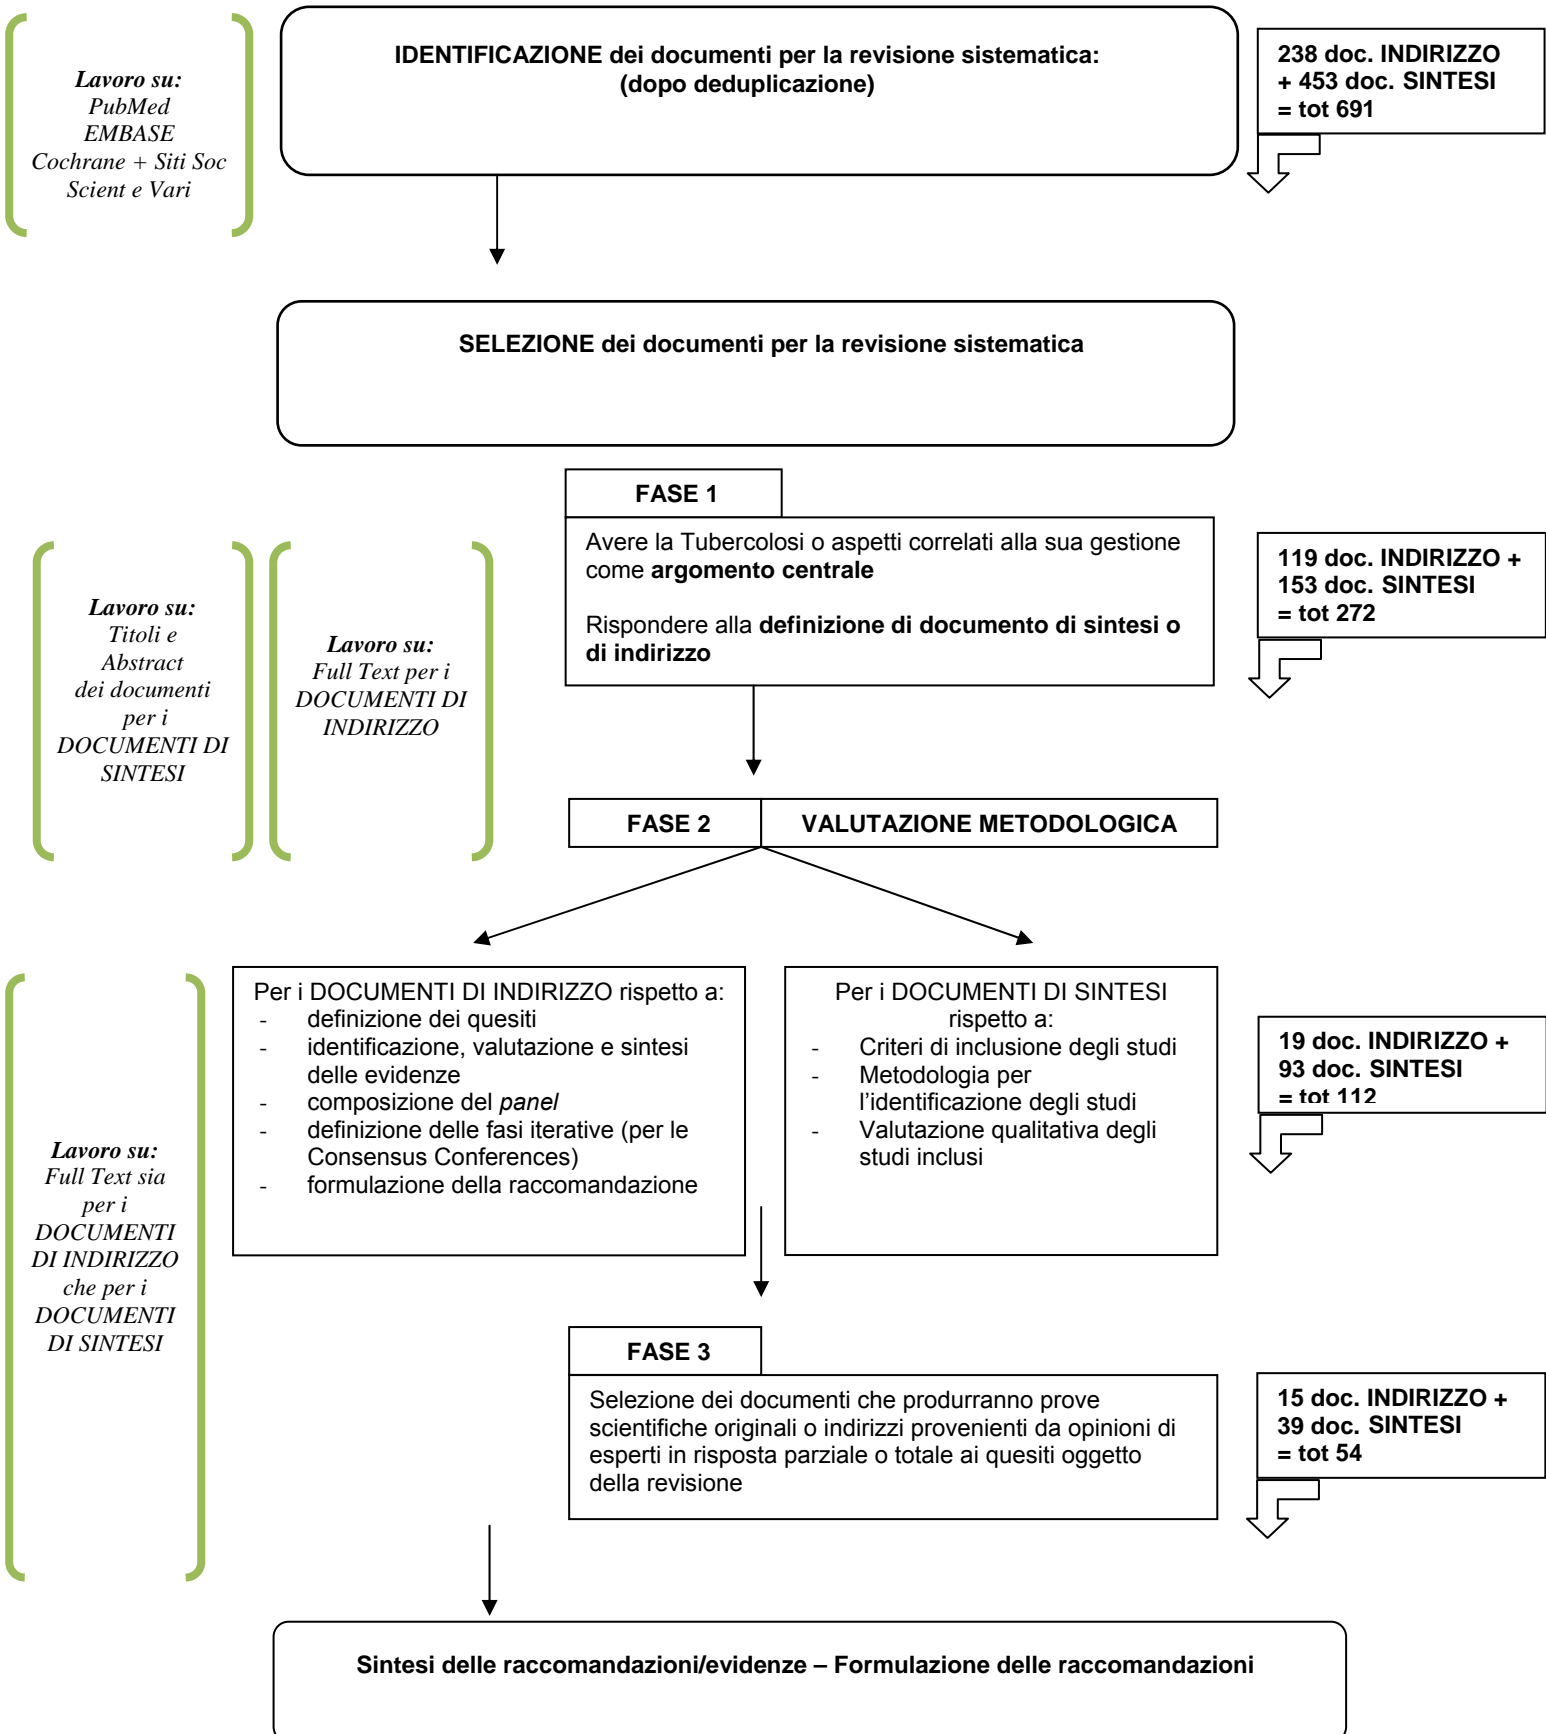 Lavoro su:
PubMed
EMBASE
Cochrane + Siti Soc
Scient e Vari
IDENTIFICAZIONE dei documenti per la revisione sistematica:
(dopo deduplicazione)
238 doc. INDIRIZZO
+ 453 doc. SINTESI
= tot 691
SELEZIONE dei documenti per la revisione sistematica
FASE 1
Avere la Tubercolosi o aspetti correlati alla sua gestione
come argomento centrale
Rispondere alla definizione di documento di sintesi o
di indirizzo
119 doc. INDIRIZZO +
153 doc. SINTESI
= tot 272
Lavoro su:
Titoli e
Abstract
dei documenti
per i
DOCUMENTI DI
SINTESI
Lavoro su:
Full Text per i
DOCUMENTI DI
INDIRIZZO
FASE 2
VALUTAZIONE METODOLOGICA
Per i DOCUMENTI DI INDIRIZZO rispetto a:
- definizione dei quesiti
- identificazione, valutazione e sintesi
delle evidenze
- composizione del panel
- definizione delle fasi iterative (per le
Consensus Conferences)
- formulazione della raccomandazione
Per i DOCUMENTI DI SINTESI
rispetto a:
- Criteri di inclusione degli studi
- Metodologia per
l'identificazione degli studi
- Valutazione qualitativa degli
studi inclusi
19 doc. INDIRIZZO +
93 doc. SINTESI
= tot 112
Lavoro su:
Full Text sia
per i
DOCUMENTI
DI INDIRIZZO
che per i
DOCUMENTI
DI SINTESI
FASE 3
Selezione dei documenti che produrranno prove
scientifiche originali o indirizzi provenienti da opinioni di
esperti in risposta parziale o totale ai quesiti oggetto
della revisione
15 doc. INDIRIZZO +
39 doc. SINTESI
= tot 54
Sintesi delle raccomandazioni/evidenze – Formulazione delle raccomandazioni